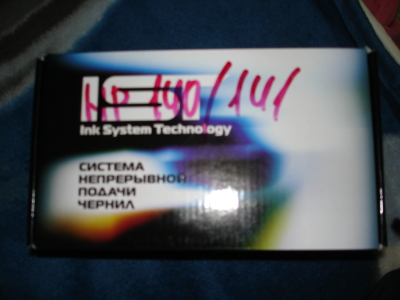 IST
HP 140/141
Ink System Technology
СИСТЕМА
НЕПРЕРЫВНОЙ
ПОДАЧИ
ЧЕРНИЛ